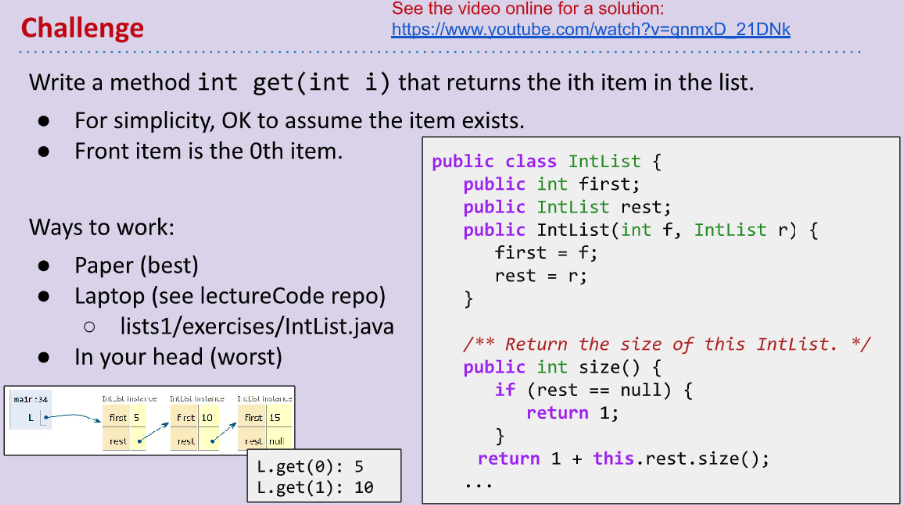 Challenge
See the video online for a solution:
https://www.youtube.com/watch?v=qnmxD_21DNk
Write a method int get(int i) that returns the ith item in the list.
● For simplicity, OK to assume the item exists.
● Front item is the 0th item.
Ways to work:
● Paper (best)
● Laptop (see lectureCode repo)
○ lists1/exercises/IntList.java
● In your head (worst)
main:34
L
IntList instance
first 5
rest
IntList instance
first 10
rest
IntList instance
first 15
rest null
L.get(0): 5
L.get(1): 10
public class IntList {
public int first;
public IntList rest;
public IntList(int f, IntList r) {
first = f;
rest = r;
}
/** Return the size of this IntList. */
public int size() {
if (rest == null) {
return 1;
}
return 1 + this.rest.size();
...